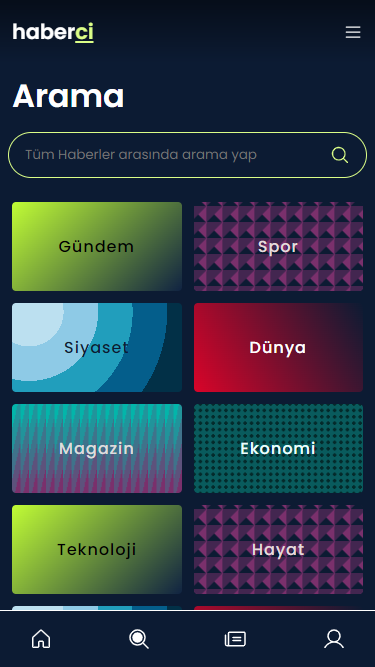 haberci
Arama
Tüm Haberler arasında arama yap
Gündem
Spor
Siyaset
Dünya
Magazin
Ekonomi
Teknoloji
Hayat